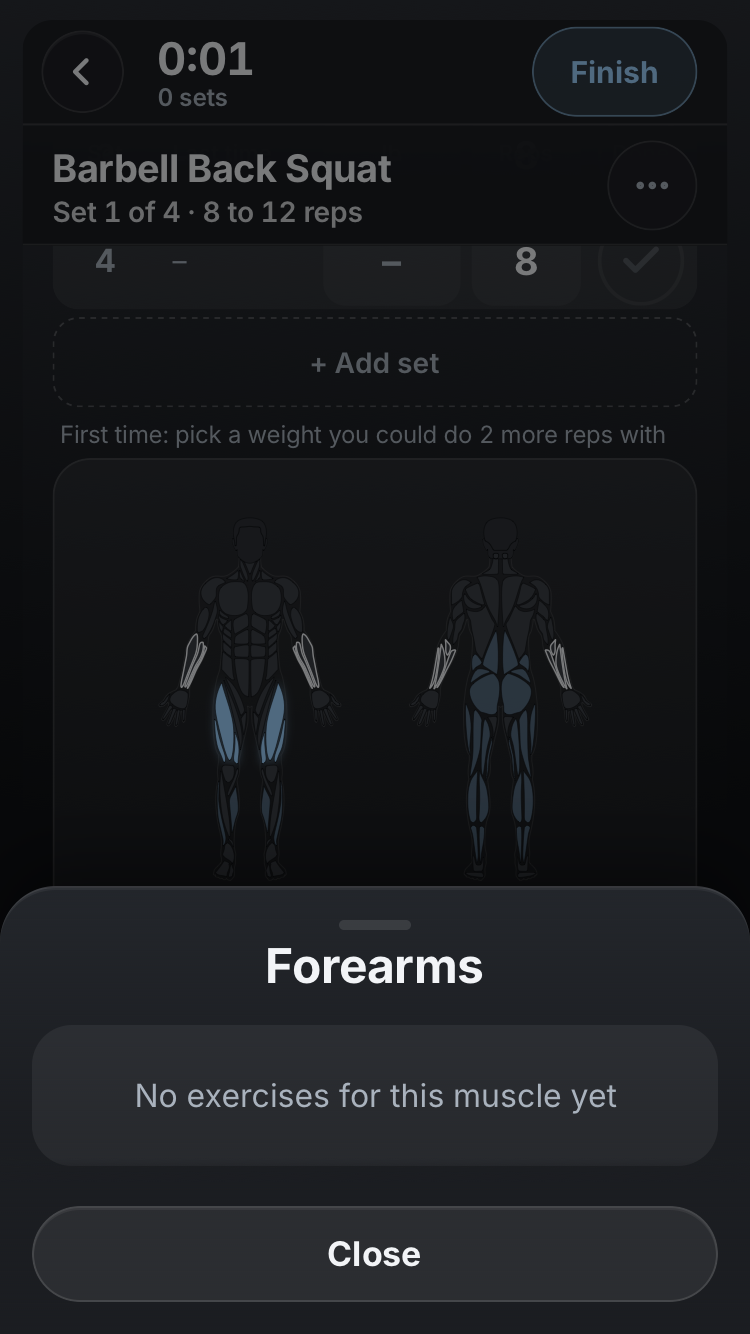 0:01
0 sets
Finish
Barbell Back Squat
Set 1 of 4 · 8 to 12 reps
4 – – 8
+ Add set
First time: pick a weight you could do 2 more reps with
Forearms
No exercises for this muscle yet
Close